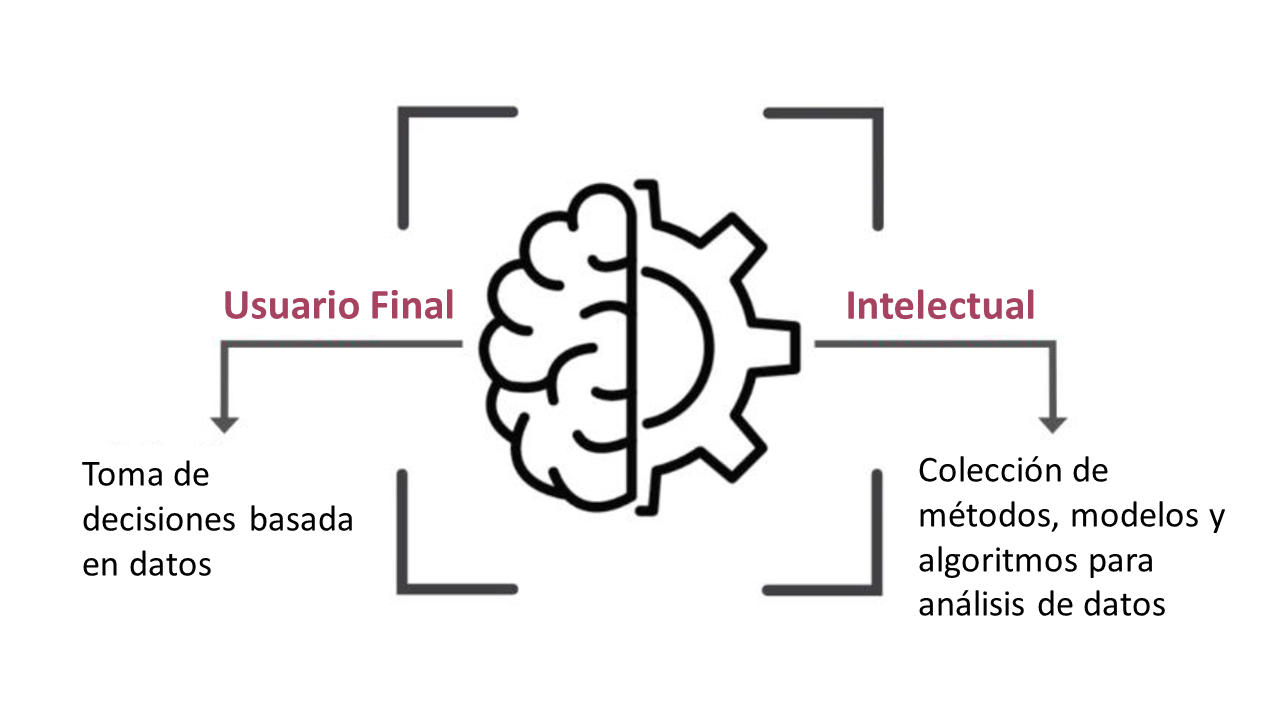 Usuario Final
Toma de
decisiones basada
en datos
Intelectual
Colección de
métodos, modelos y
algoritmos para
análisis de datos